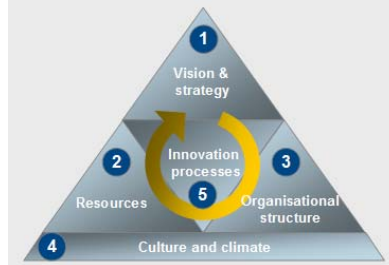 1
Vision &
strategy
2
Innovation
processes
3
5
Resources
Organisational
structure
4
Culture and climate